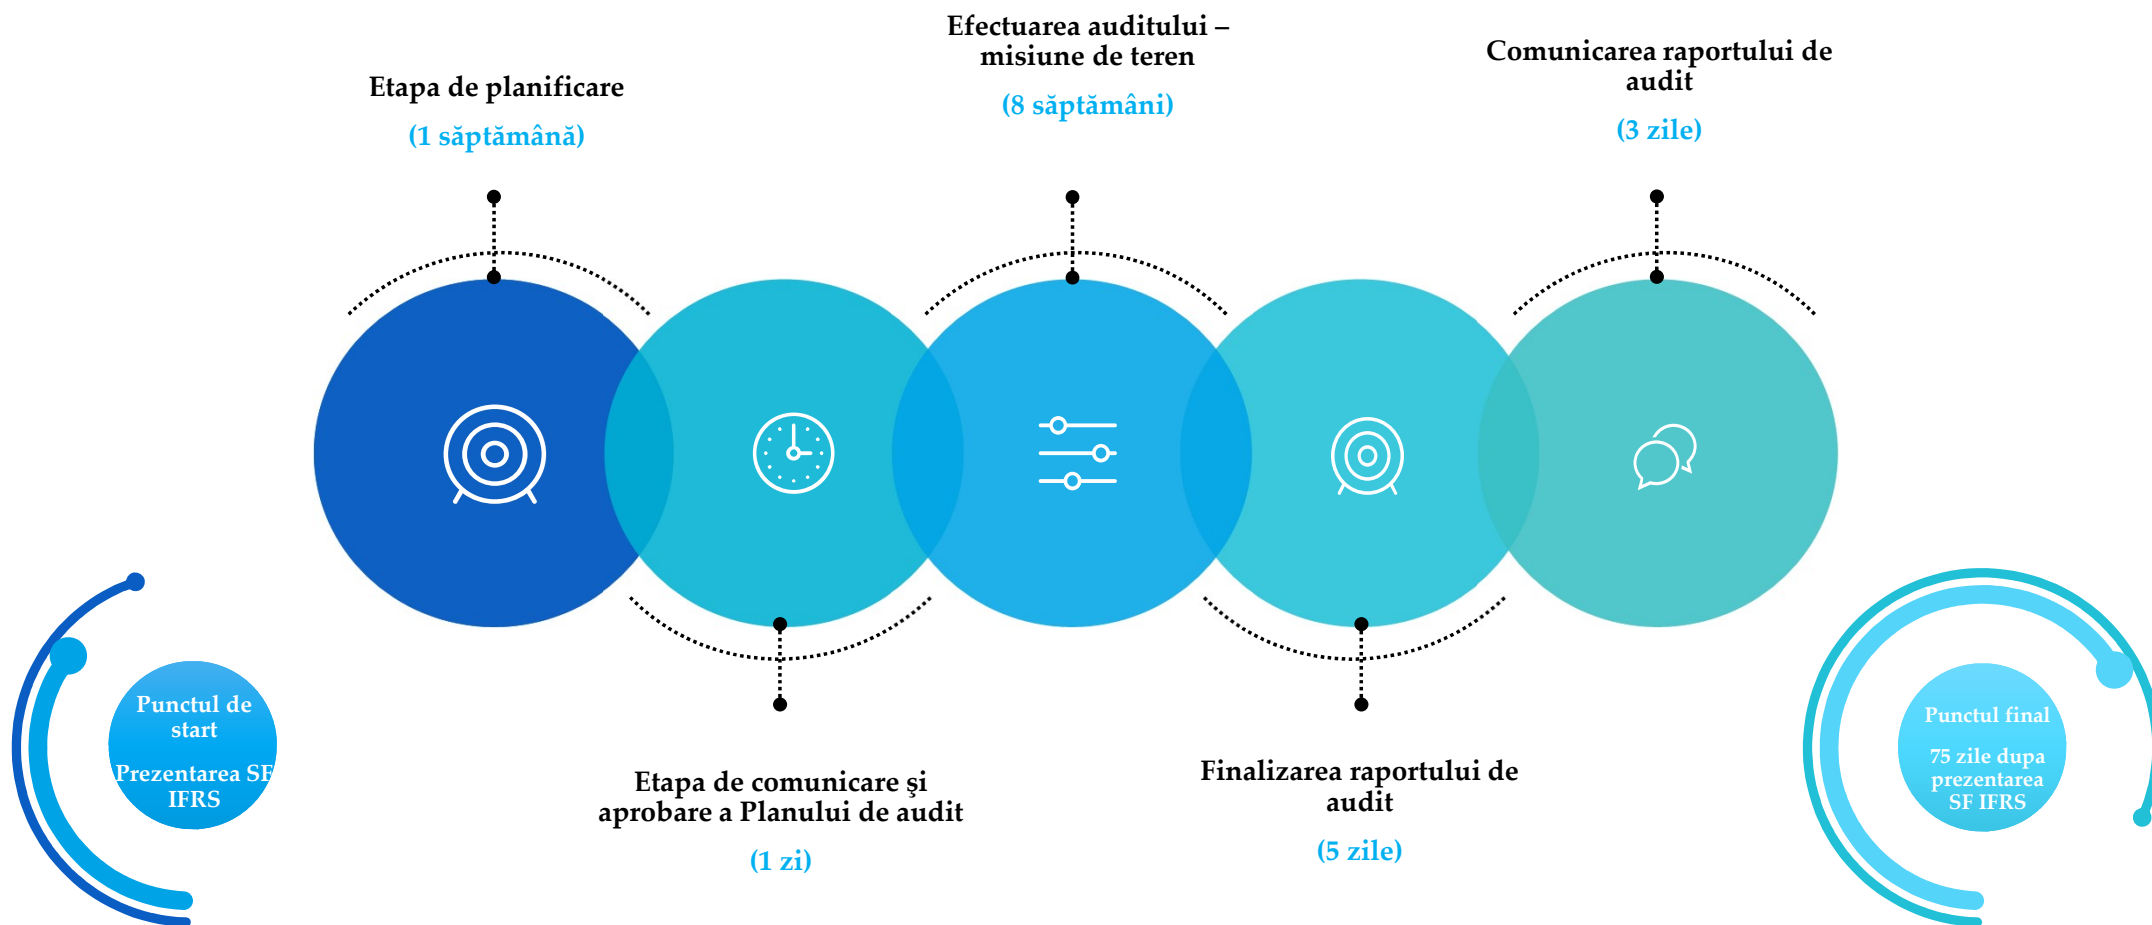 Etapa de planificare
(1 săptămână)
Efectuarea auditului –
misiune de teren
(8 săptămâni)
Comunicarea raportului de
audit
(3 zile)
Punctul de
start
Prezentarea SF
IFRS
Etapa de comunicare şi
aprobare a Planului de audit
(1 zi)
Finalizarea raportului de
audit
(5 zile)
Punctul final
75 zile dupa
prezentarea
SF IFRS